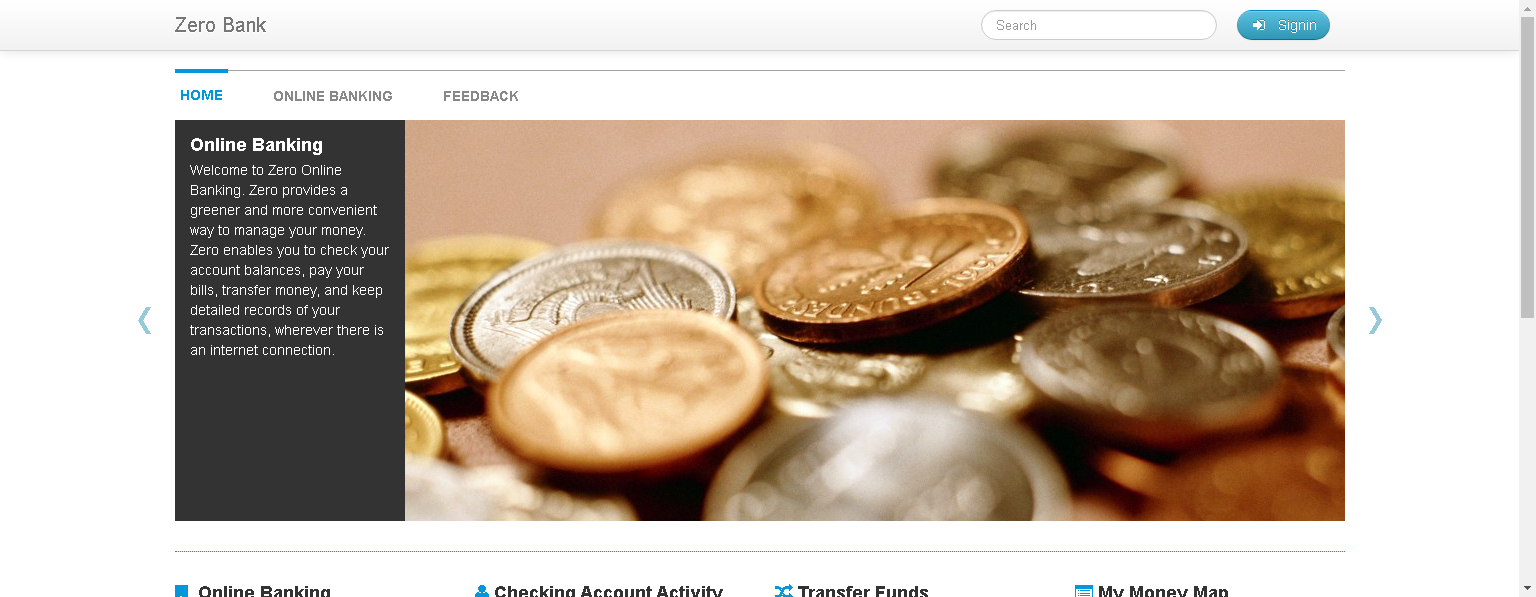 Zero Bank
Search
Signin
HOME
ONLINE BANKING
FEEDBACK
Online Banking
Welcome to Zero Online
Banking. Zero provides a
greener and more convenient
way to manage your money.
Zero enables you to check your
account balances, pay your
bills, transfer money, and keep
detailed records of your
transactions, wherever there is
an internet connection.
Online Banking
Checking Account Activity
Transfer Funds
My Money Map